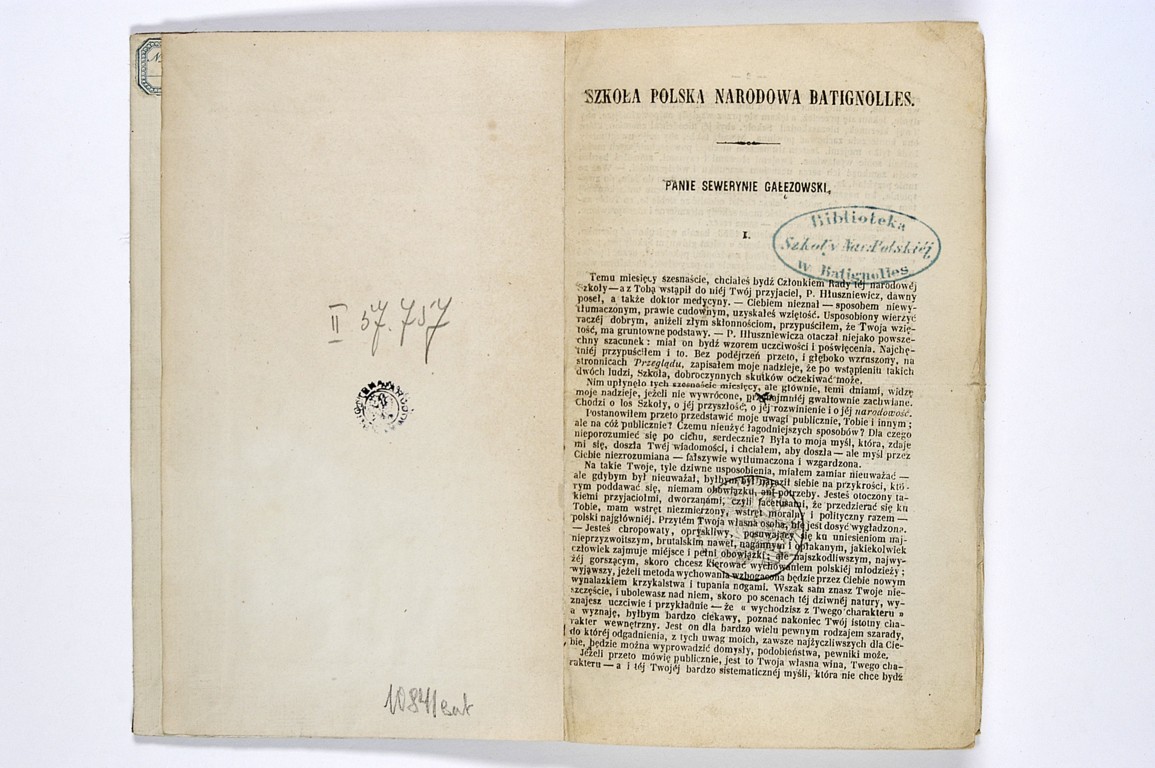 II 57.757
1084/bat
SZKOŁA POLSKA NARODOWA BATIGNOLLES.
PANIE SEWERYNIE GAŁĘZOWSKI,
I.
Biblioteka
Szkoły Nar. Polskiéj
w Batignolles
Temu miesięcy szesnaście, chciałeś bydź Członkiem Rady téj narodowéj
Szkoły — a z Tobą wstąpił do niéj Twój przyjaciel, P. Hłuszniewicz, dawny
poseł, a także doktor medycyny. — Ciebiem nieznał — sposobem niewy-
tłumaczonym, prawie cudownym, uzyskałeś wziętość. Usposobiony wierzyć
raczéj dobrym, aniżeli złym skłonnościom, przypuściłem, że Twoja wzię-
tość, ma gruntowne podstawy. — P. Hłuszniewicza otaczał niejako powsze-
chny szacunek : miał on bydź wzorem uczciwości i poświęcenia. Najchę-
tniéj przypuściłem i to. Bez podéjrzeń przeto, i głęboko wzruszony, na
stronnicach Przeglądu, zapisałem moje nadzieje, że po wstąpieniu takich
dwóch ludzi, Szkoła, dobroczynnych skutków oczekiwać może.
Nim upłynęło tych szesnaście miesięcy, ale głównie, temi dniami, widzę
moje nadzieje, jeżeli nie wywrócone, przynajmniéj gwałtownie zachwiane.
Chodzi o los Szkoły, o jéj przyszłość, o jéj rozwinienie i o jéj narodowość.
Postanowiłem przeto przedstawić moje uwagi publicznie, Tobie i innym ;
ale na cóż publicznie? Czemu nieużyć łagodniejszych sposobów? Dla czego
nieporozumieć się po cichu, serdecznie? Była to moja myśl, która, zdaje
mi się, doszła Twéj wiadomości, i chciałem, aby doszła — ale myśl przez
Ciebie niezrozumiana — fałszywie wytłumaczona i wzgardzona.
Na takie Twoje, tyle dziwne usposobienia, miałem zamiar nieuważać —
ale gdybym był nieuważał, byłbym był naraził siebie na przykrości, któ-
rym poddawać się, niemam obowiązku, ani potrzeby. Jesteś otoczony ta-
kiemi przyjaciołmi, dworzanami, czyli facetusami, że przedzierać się ku
Tobie, mam wstręt niezmierzony, wstręt moralny i polityczny razem —
polski najgłówniéj. Przytém Twoja własna osoba, nie jest dosyć wygładzona.
— Jesteś chropowaty, opryskliwy, posuwający się ku uniesieniom naj-
nieprzyzwoitszym, brutalskim nawet, nagannym i opłakanym, jakiekolwiek
człowiek zajmuje miéjsce i pełni obowiązki ; ale najszkodliwszym, najwy-
żéj gorszącym, skoro chcesz kierować wychowaniem polskiéj młodzieży ;
wyjąwszy, jeżeli metoda wychowania wzbogacona będzie przez Ciebie nowym
wynalazkiem krzykalstwa i tupania nogami. Wszak sam znasz Twoje nie-
szczęście, i ubolewasz nad niem, skoro po scenach téj dziwnéj natury, wy-
znajesz uczciwie i przykładnie — że « wychodzisz z Twego charakteru »
a wyznaję, byłbym bardzo ciekawy, poznać nakoniec Twój istotny cha-
rakter wewnętrzny. Jest on dla bardzo wielu pewnym rodzajem szarady,
do któréj odgadnienia, z tych uwag moich, zawsze najżyczliwszych dla Cie-
bie, będzie można wyprowadzić domysły, podobieństwa, pewniki może.
Jeżeli przeto mówię publicznie, jest to Twoja własna wina, Twego cha-
rakteru — a i téj Twojéj bardzo sistematycznéj myśli, która nie chce bydź